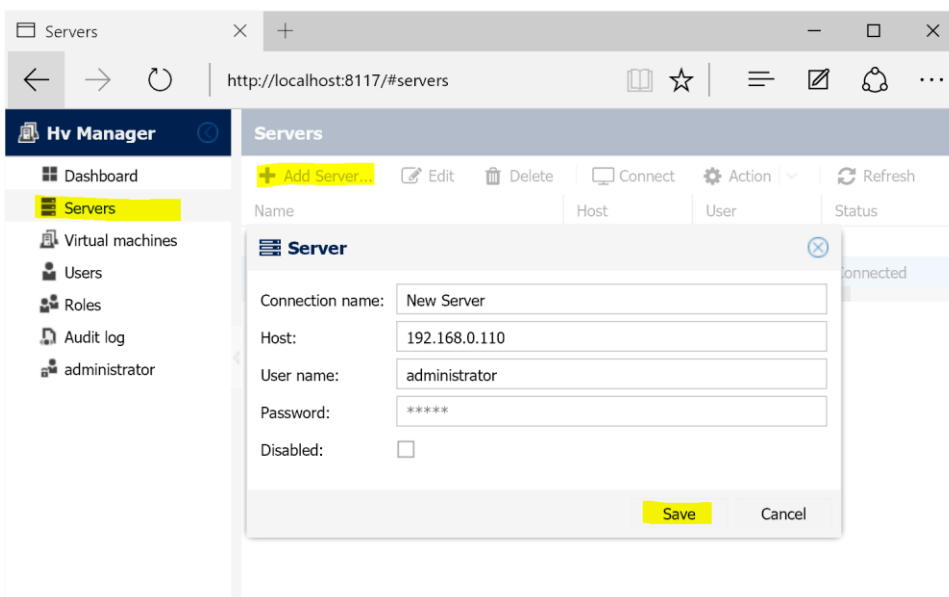 Servers
http://localhost:8117/#servers
Hv Manager
Servers
Dashboard
Servers
Virtual machines
Users
Roles
Audit log
administrator
Add Server... Edit Delete Connect Action Refresh
Name Host User Status
Connected
Server
Connection name: New Server
Host: 192.168.0.110
User name: administrator
Password: *****
Disabled:
Save Cancel